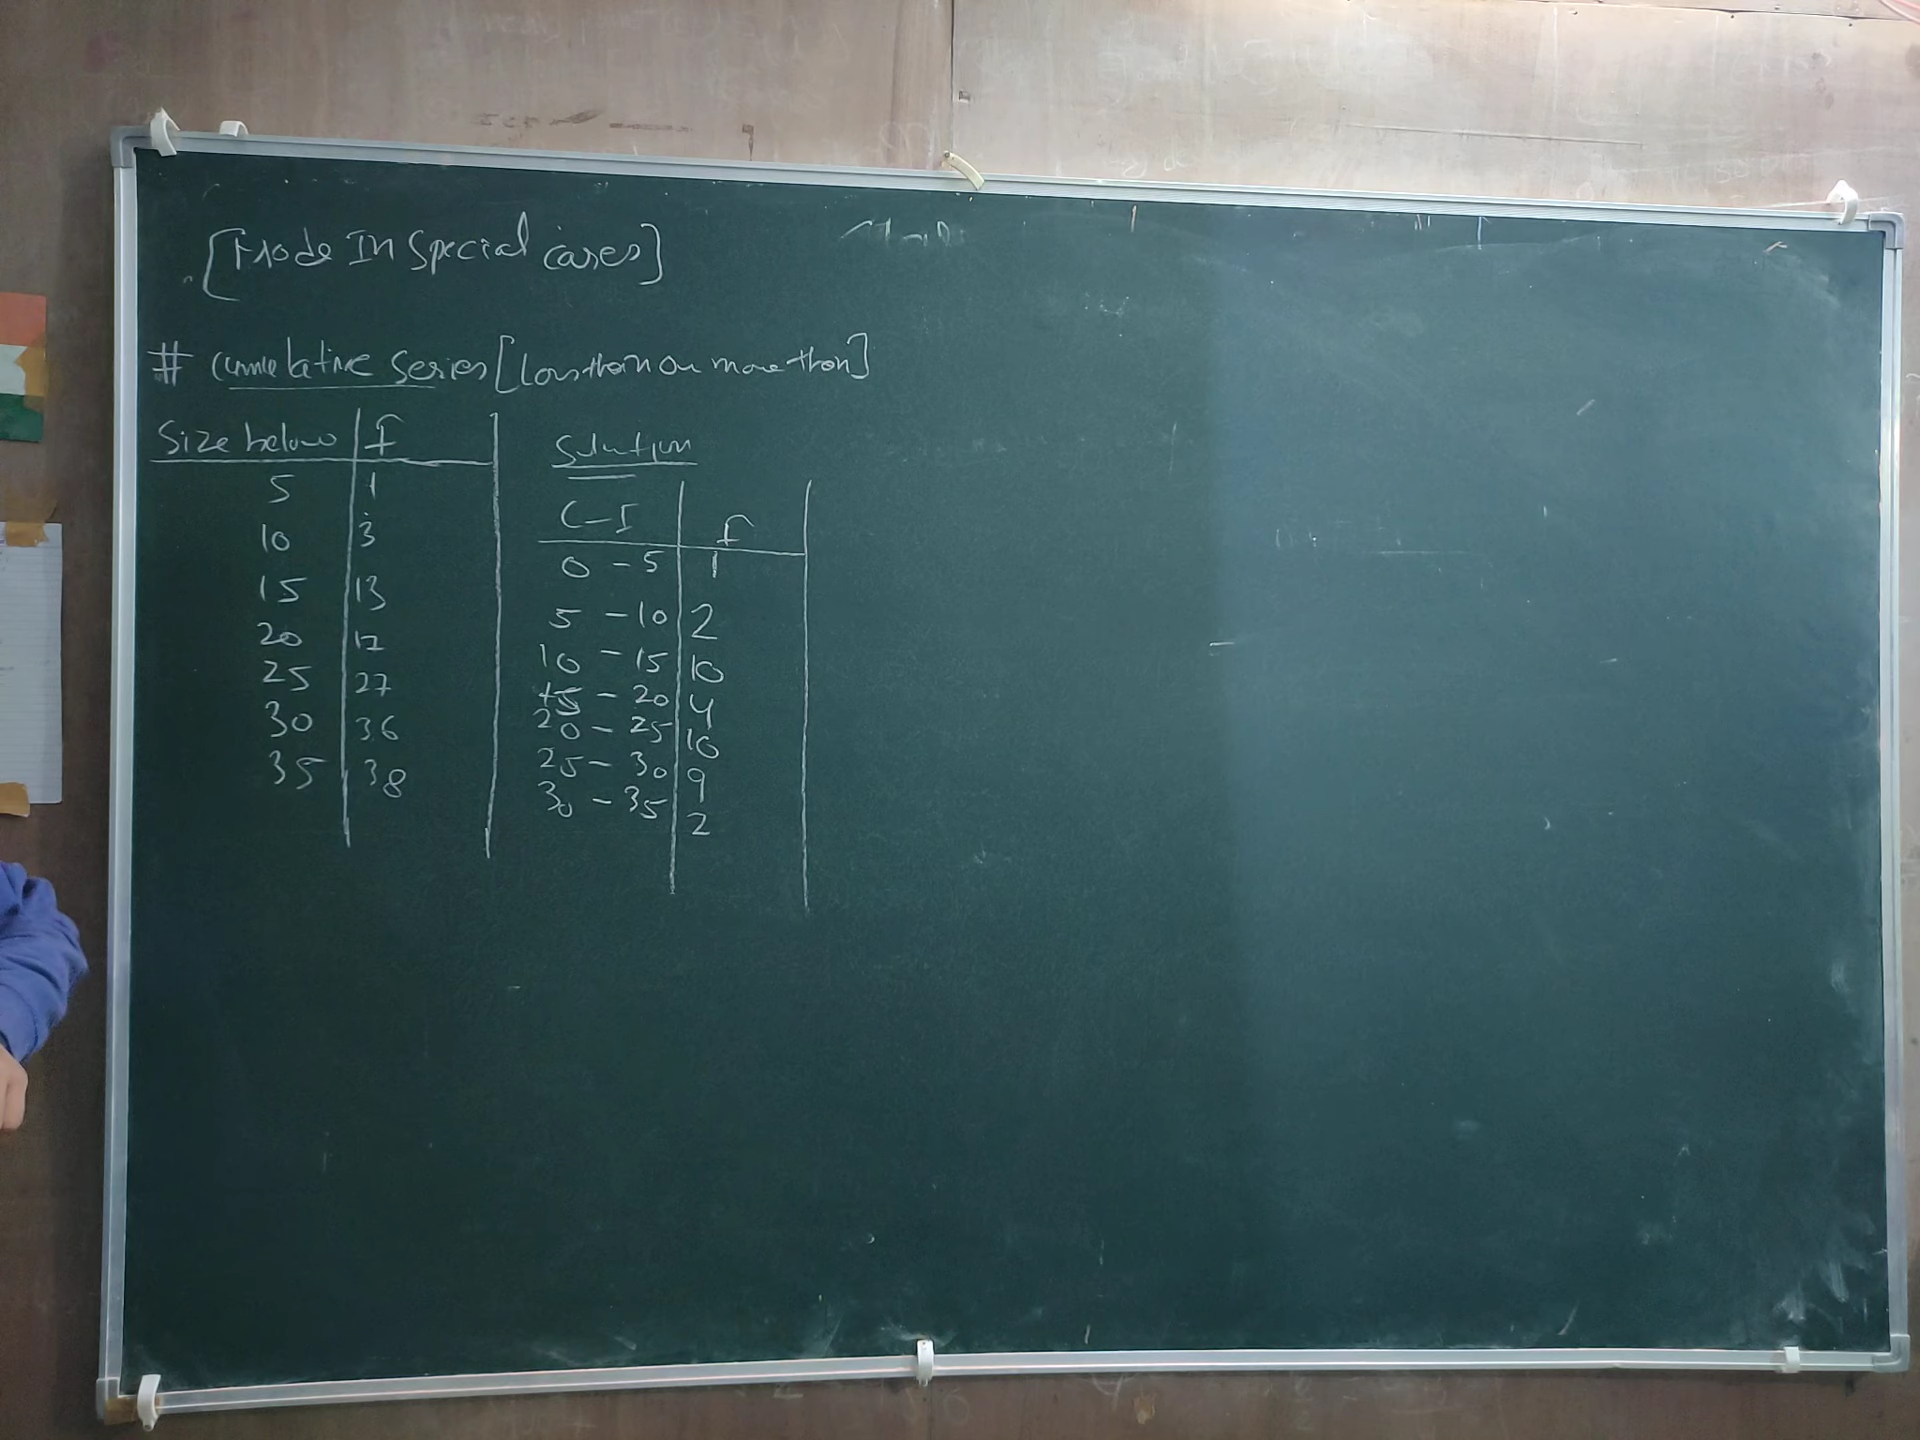 [Mode In Special cases]
# Cumulative Series [less than or more than]
Size below f
5 1
10 3
15 13
20 17
25 27
30 36
35 38
Solution
C-I f
0 - 5 1
5 - 10 2
10 - 15 10
15 - 20 4
20 - 25 10
25 - 30 9
30 - 35 2